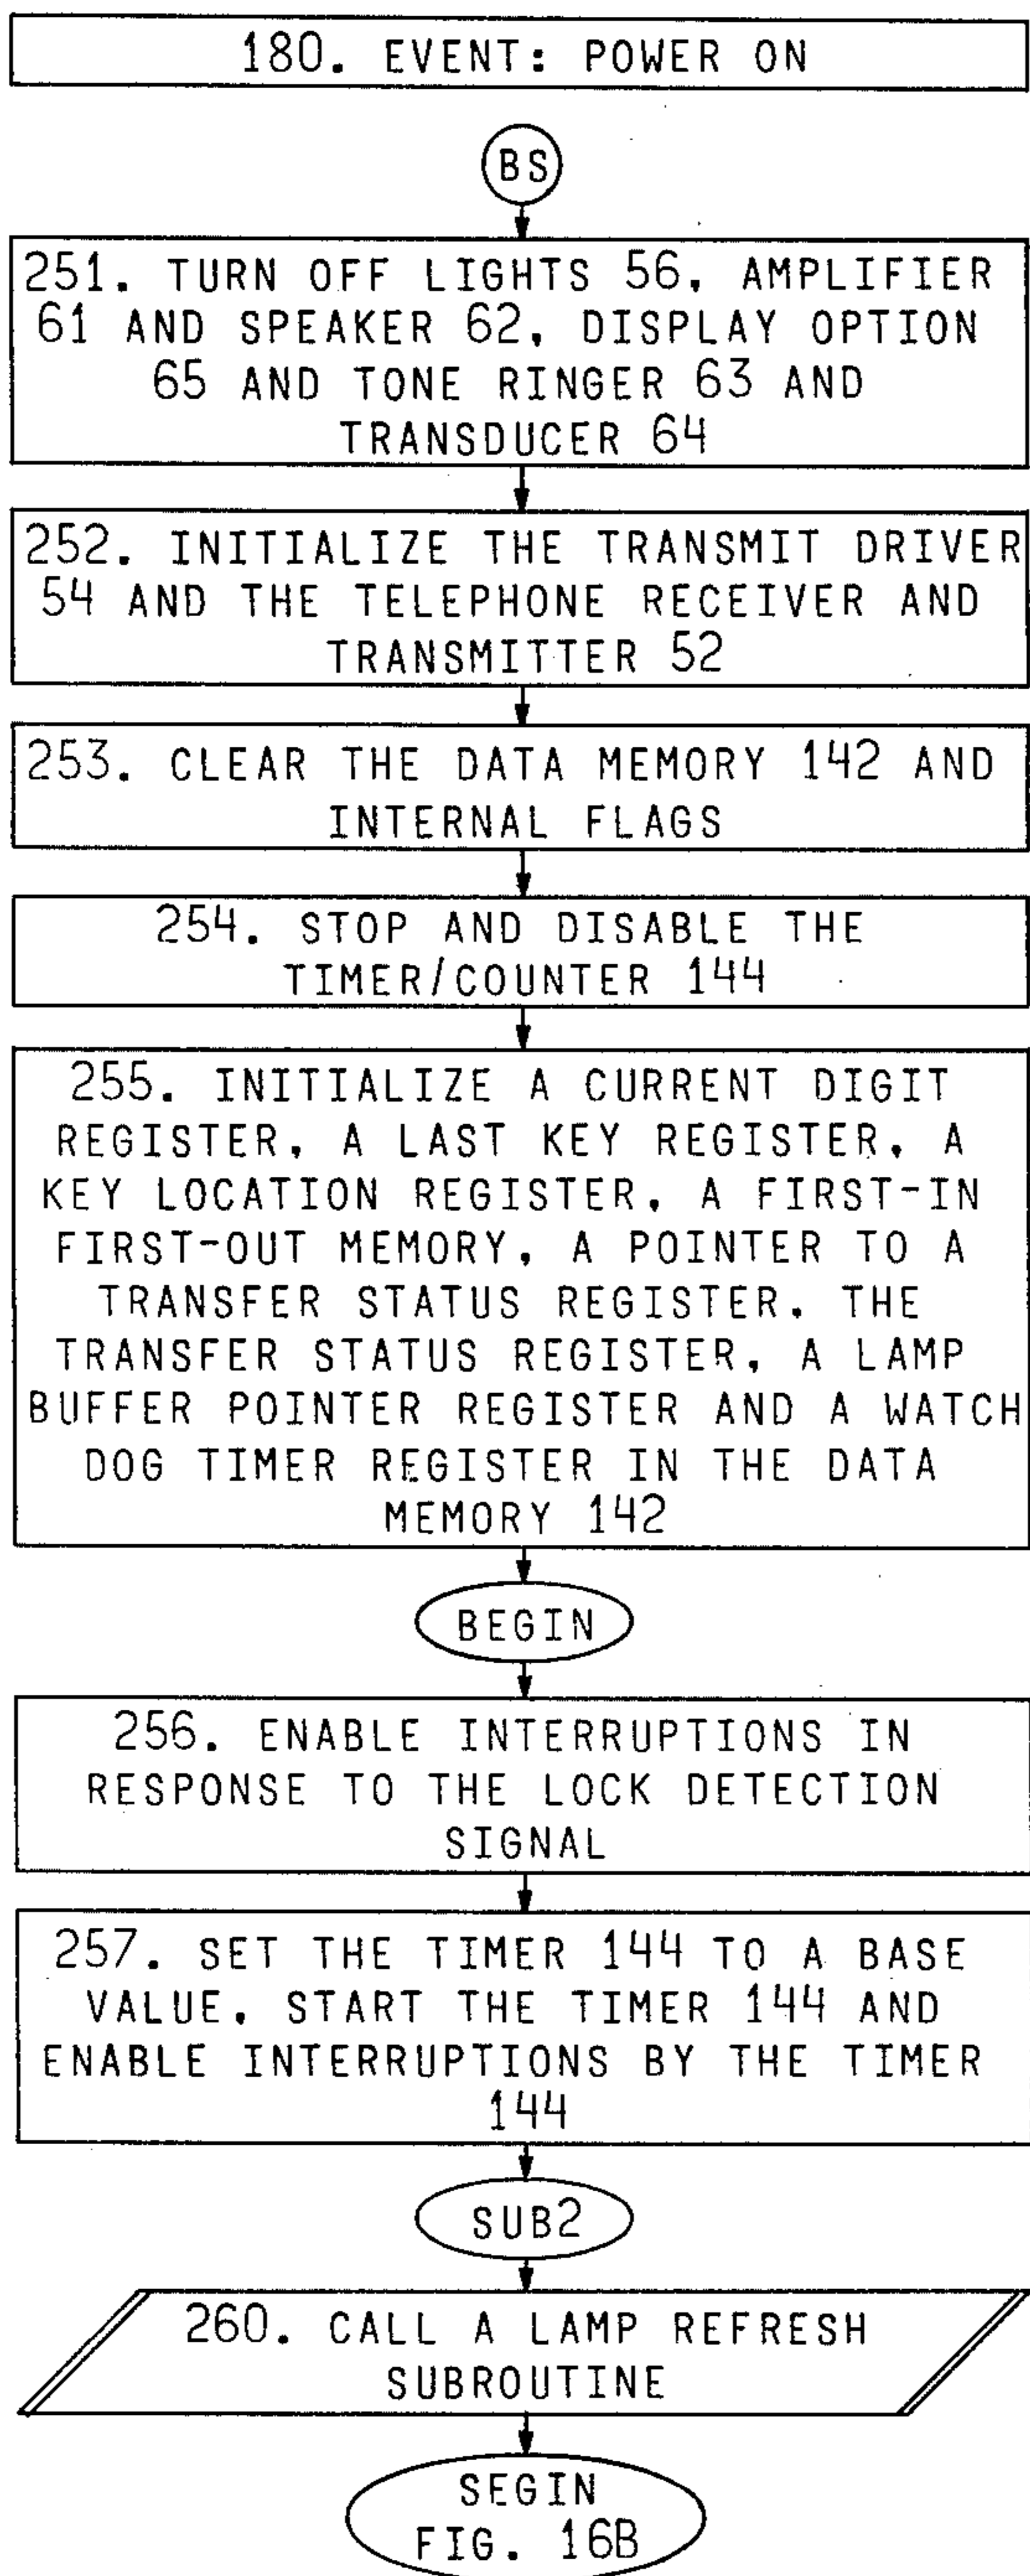 180. EVENT: POWER ON
BS
251. TURN OFF LIGHTS 56, AMPLIFIER
61 AND SPEAKER 62, DISPLAY OPTION
65 AND TONE RINGER 63 AND
TRANSDUCER 64
252. INITIALIZE THE TRANSMIT DRIVER
54 AND THE TELEPHONE RECEIVER AND
TRANSMITTER 52
253. CLEAR THE DATA MEMORY 142 AND
INTERNAL FLAGS
254. STOP AND DISABLE THE
TIMER/COUNTER 144
255. INITIALIZE A CURRENT DIGIT
REGISTER, A LAST KEY REGISTER, A
KEY LOCATION REGISTER, A FIRST-IN
FIRST-OUT MEMORY, A POINTER TO A
TRANSFER STATUS REGISTER, THE
TRANSFER STATUS REGISTER, A LAMP
BUFFER POINTER REGISTER AND A WATCH
DOG TIMER REGISTER IN THE DATA
MEMORY 142
BEGIN
256. ENABLE INTERRUPTIONS IN
RESPONSE TO THE LOCK DETECTION
SIGNAL
257. SET THE TIMER 144 TO A BASE
VALUE, START THE TIMER 144 AND
ENABLE INTERRUPTIONS BY THE TIMER
144
SUB2
260. CALL A LAMP REFRESH
SUBROUTINE
SEGIN
FIG. 16B